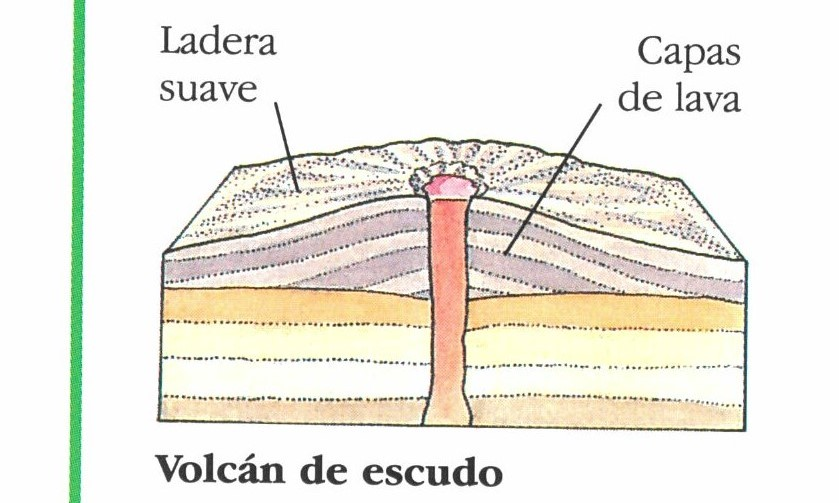 Ladera
suave
Capas
de lava
Volcán de escudo